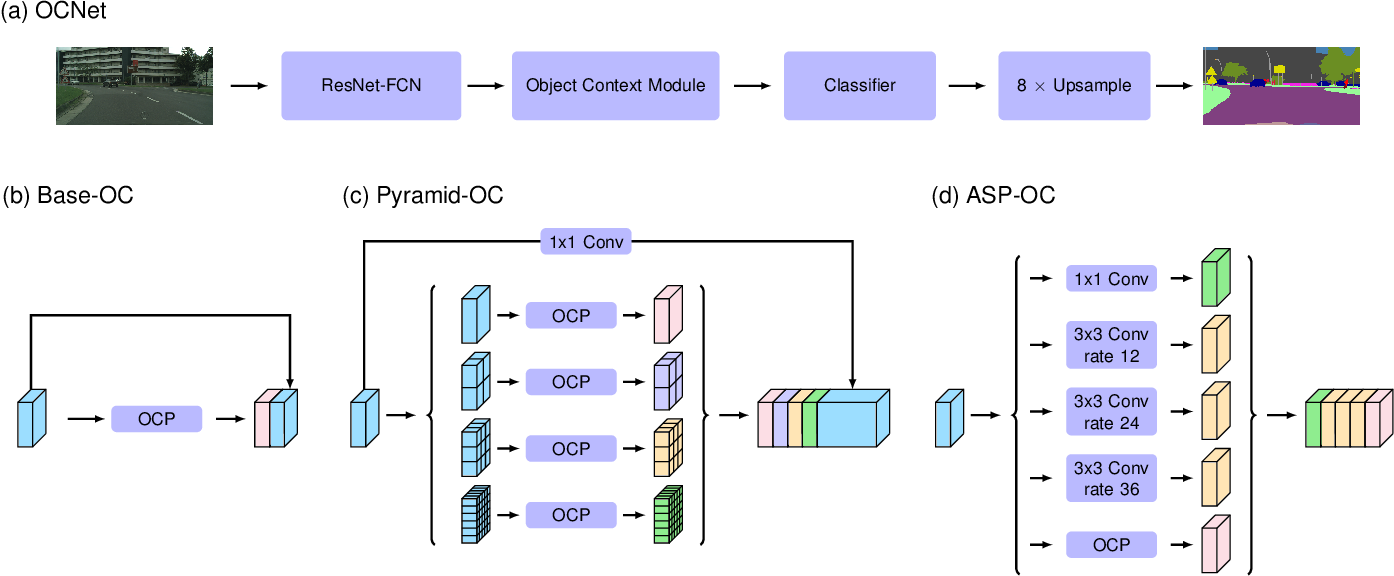 (a) OCNet
ResNet-FCN
Object Context Module
Classifier
8 × Upsample
(b) Base-OC
OCP
(c) Pyramid-OC
1x1 Conv
OCP
OCP
OCP
OCP
(d) ASP-OC
1x1 Conv
3x3 Conv
rate 12
3x3 Conv
rate 24
3x3 Conv
rate 36
OCP